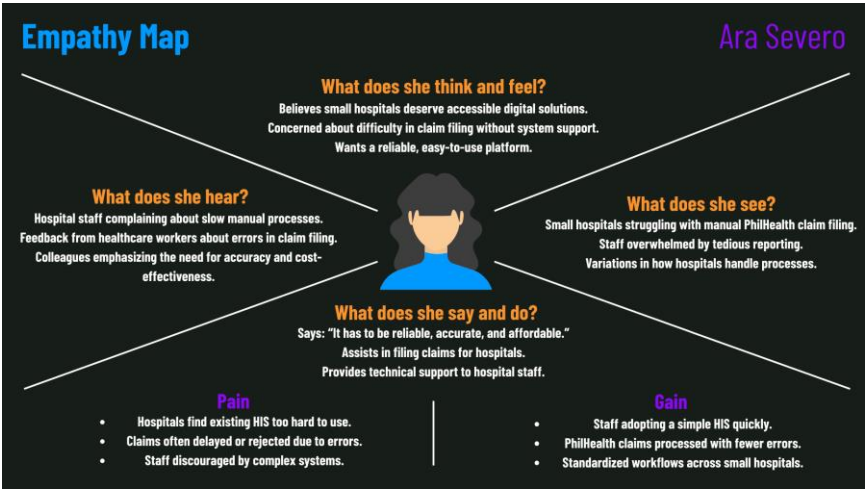 Empathy Map
Ara Severo
What does she think and feel?
Believes small hospitals deserve accessible digital solutions.
Concerned about difficulty in claim filing without system support.
Wants a reliable, easy-to-use platform.
What does she hear?
Hospital staff complaining about slow manual processes.
Feedback from healthcare workers about errors in claim filing.
Colleagues emphasizing the need for accuracy and cost-
effectiveness.
What does she see?
Small hospitals struggling with manual PhilHealth claim filing.
Staff overwhelmed by tedious reporting.
Variations in how hospitals handle processes.
What does she say and do?
Says: “It has to be reliable, accurate, and affordable.”
Assists in filing claims for hospitals.
Provides technical support to hospital staff.
Pain
• Hospitals find existing HIS too hard to use.
• Claims often delayed or rejected due to errors.
• Staff discouraged by complex systems.
Gain
• Staff adopting a simple HIS quickly.
• PhilHealth claims processed with fewer errors.
• Standardized workflows across small hospitals.